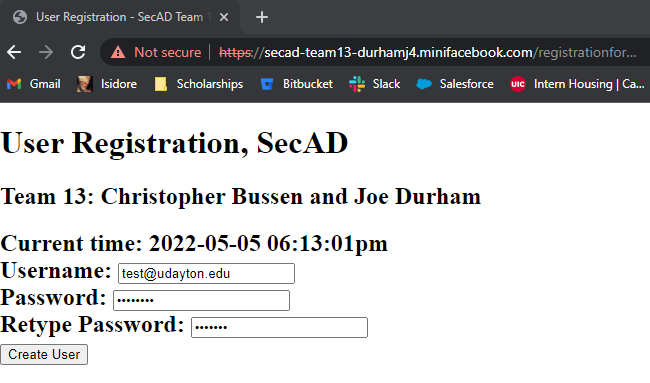 User Registration - SecAD Team 1
Not secure https://secad-team13-durhamj4.minifacebook.com/registrationfor...
Gmail Isidore Scholarships Bitbucket Slack Salesforce UIC Intern Housing | Ca...
User Registration, SecAD
Team 13: Christopher Bussen and Joe Durham
Current time: 2022-05-05 06:13:01pm
Username: test@udayton.edu
Password: ••••••••
Retype Password: •••••••
Create User